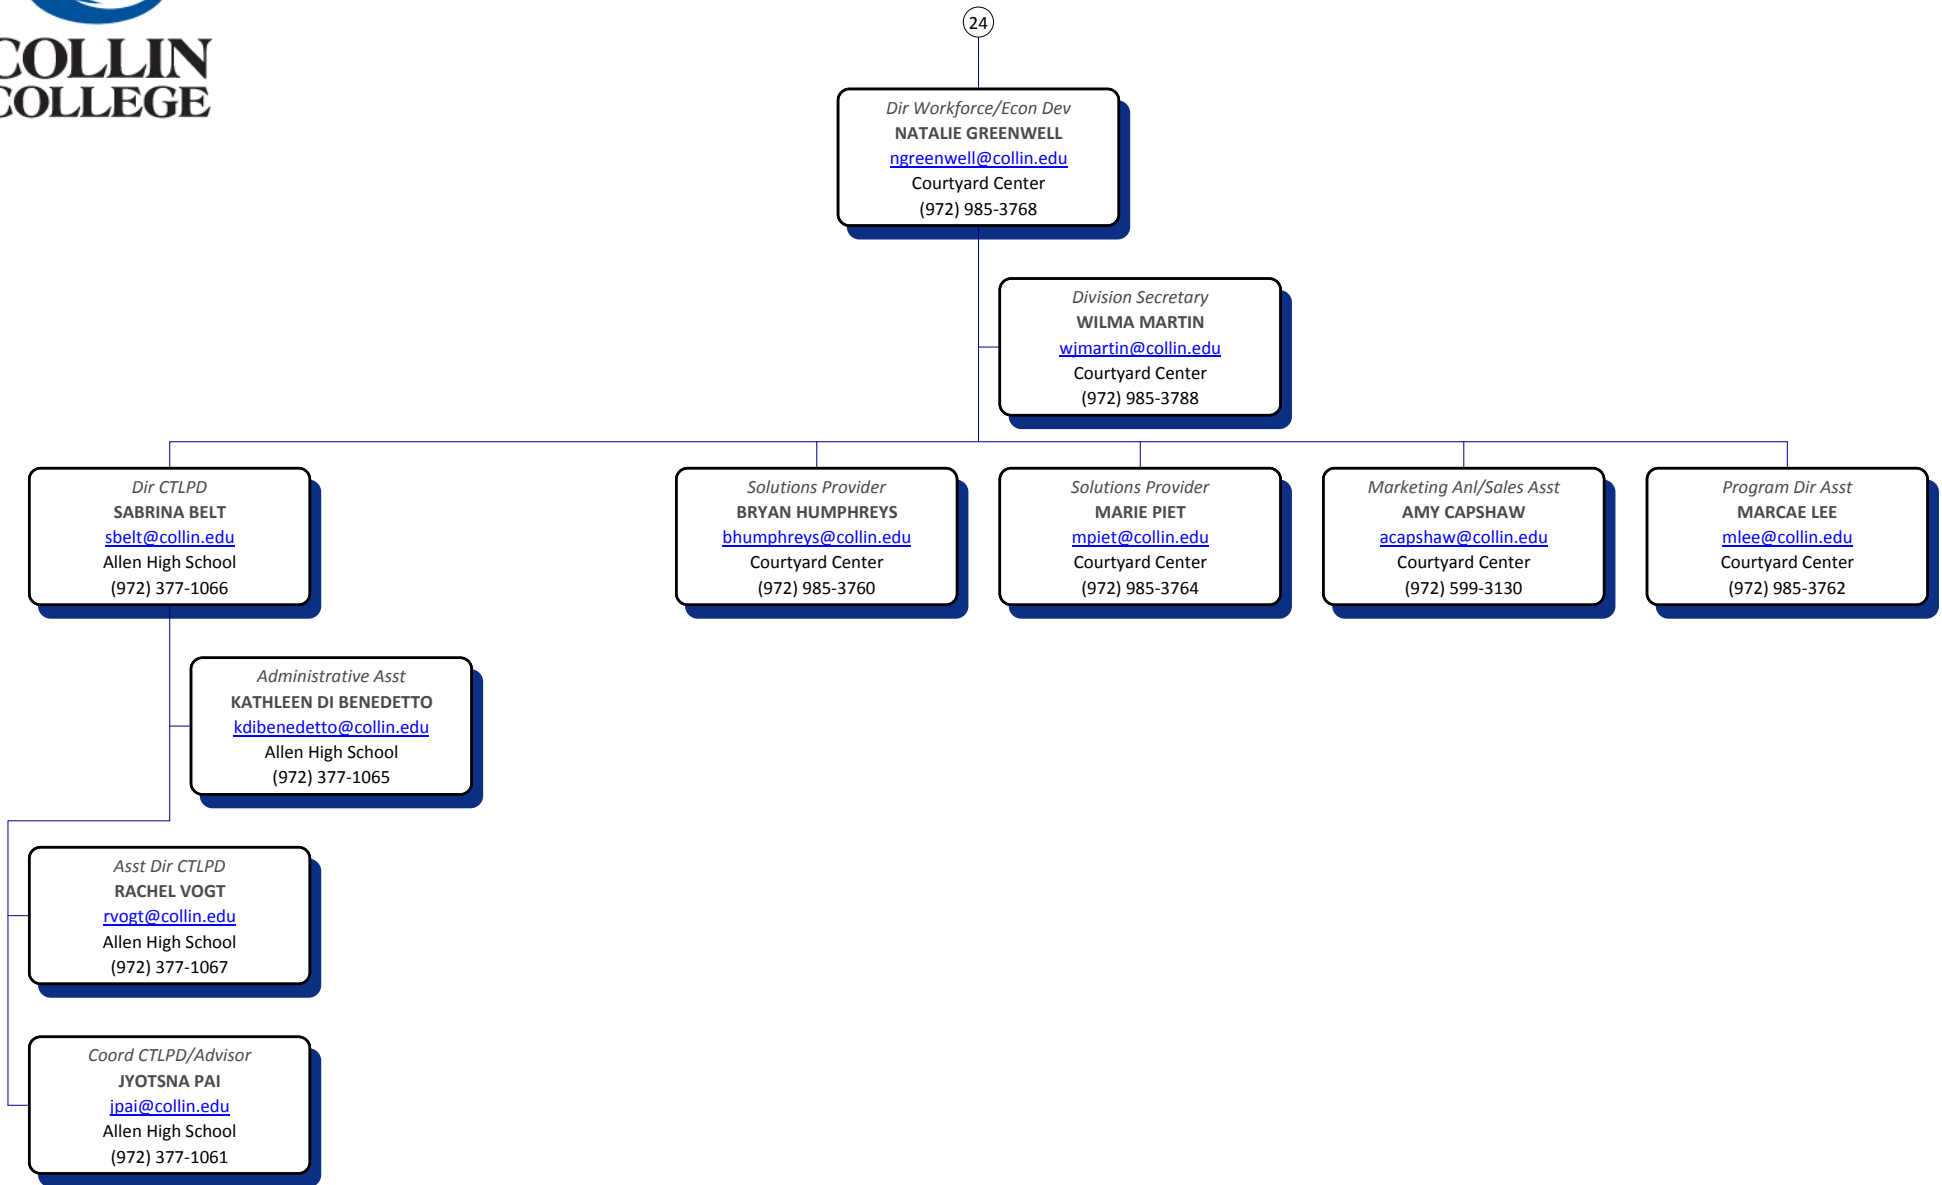 COLLIN
COLLEGE
24
Dir Workforce/Econ Dev
NATALIE GREENWELL
ngreenwell@collin.edu
Courtyard Center
(972) 985-3768
Division Secretary
WILMA MARTIN
wjmartin@collin.edu
Courtyard Center
(972) 985-3788
Dir CTLPD
SABRINA BELT
sbelt@collin.edu
Allen High School
(972) 377-1066
Solutions Provider
BRYAN HUMPHREYS
bhumphreys@collin.edu
Courtyard Center
(972) 985-3760
Solutions Provider
MARIE PIET
mpiet@collin.edu
Courtyard Center
(972) 985-3764
Marketing Anl/Sales Asst
AMY CAPSHAW
acapshaw@collin.edu
Courtyard Center
(972) 599-3130
Program Dir Asst
MARCAE LEE
mlee@collin.edu
Courtyard Center
(972) 985-3762
Administrative Asst
KATHLEEN DI BENEDETTO
kdibenedetto@collin.edu
Allen High School
(972) 377-1065
Asst Dir CTLPD
RACHEL VOGT
rvogt@collin.edu
Allen High School
(972) 377-1067
Coord CTLPD/Advisor
JYOTSNA PAI
jpai@collin.edu
Allen High School
(972) 377-1061